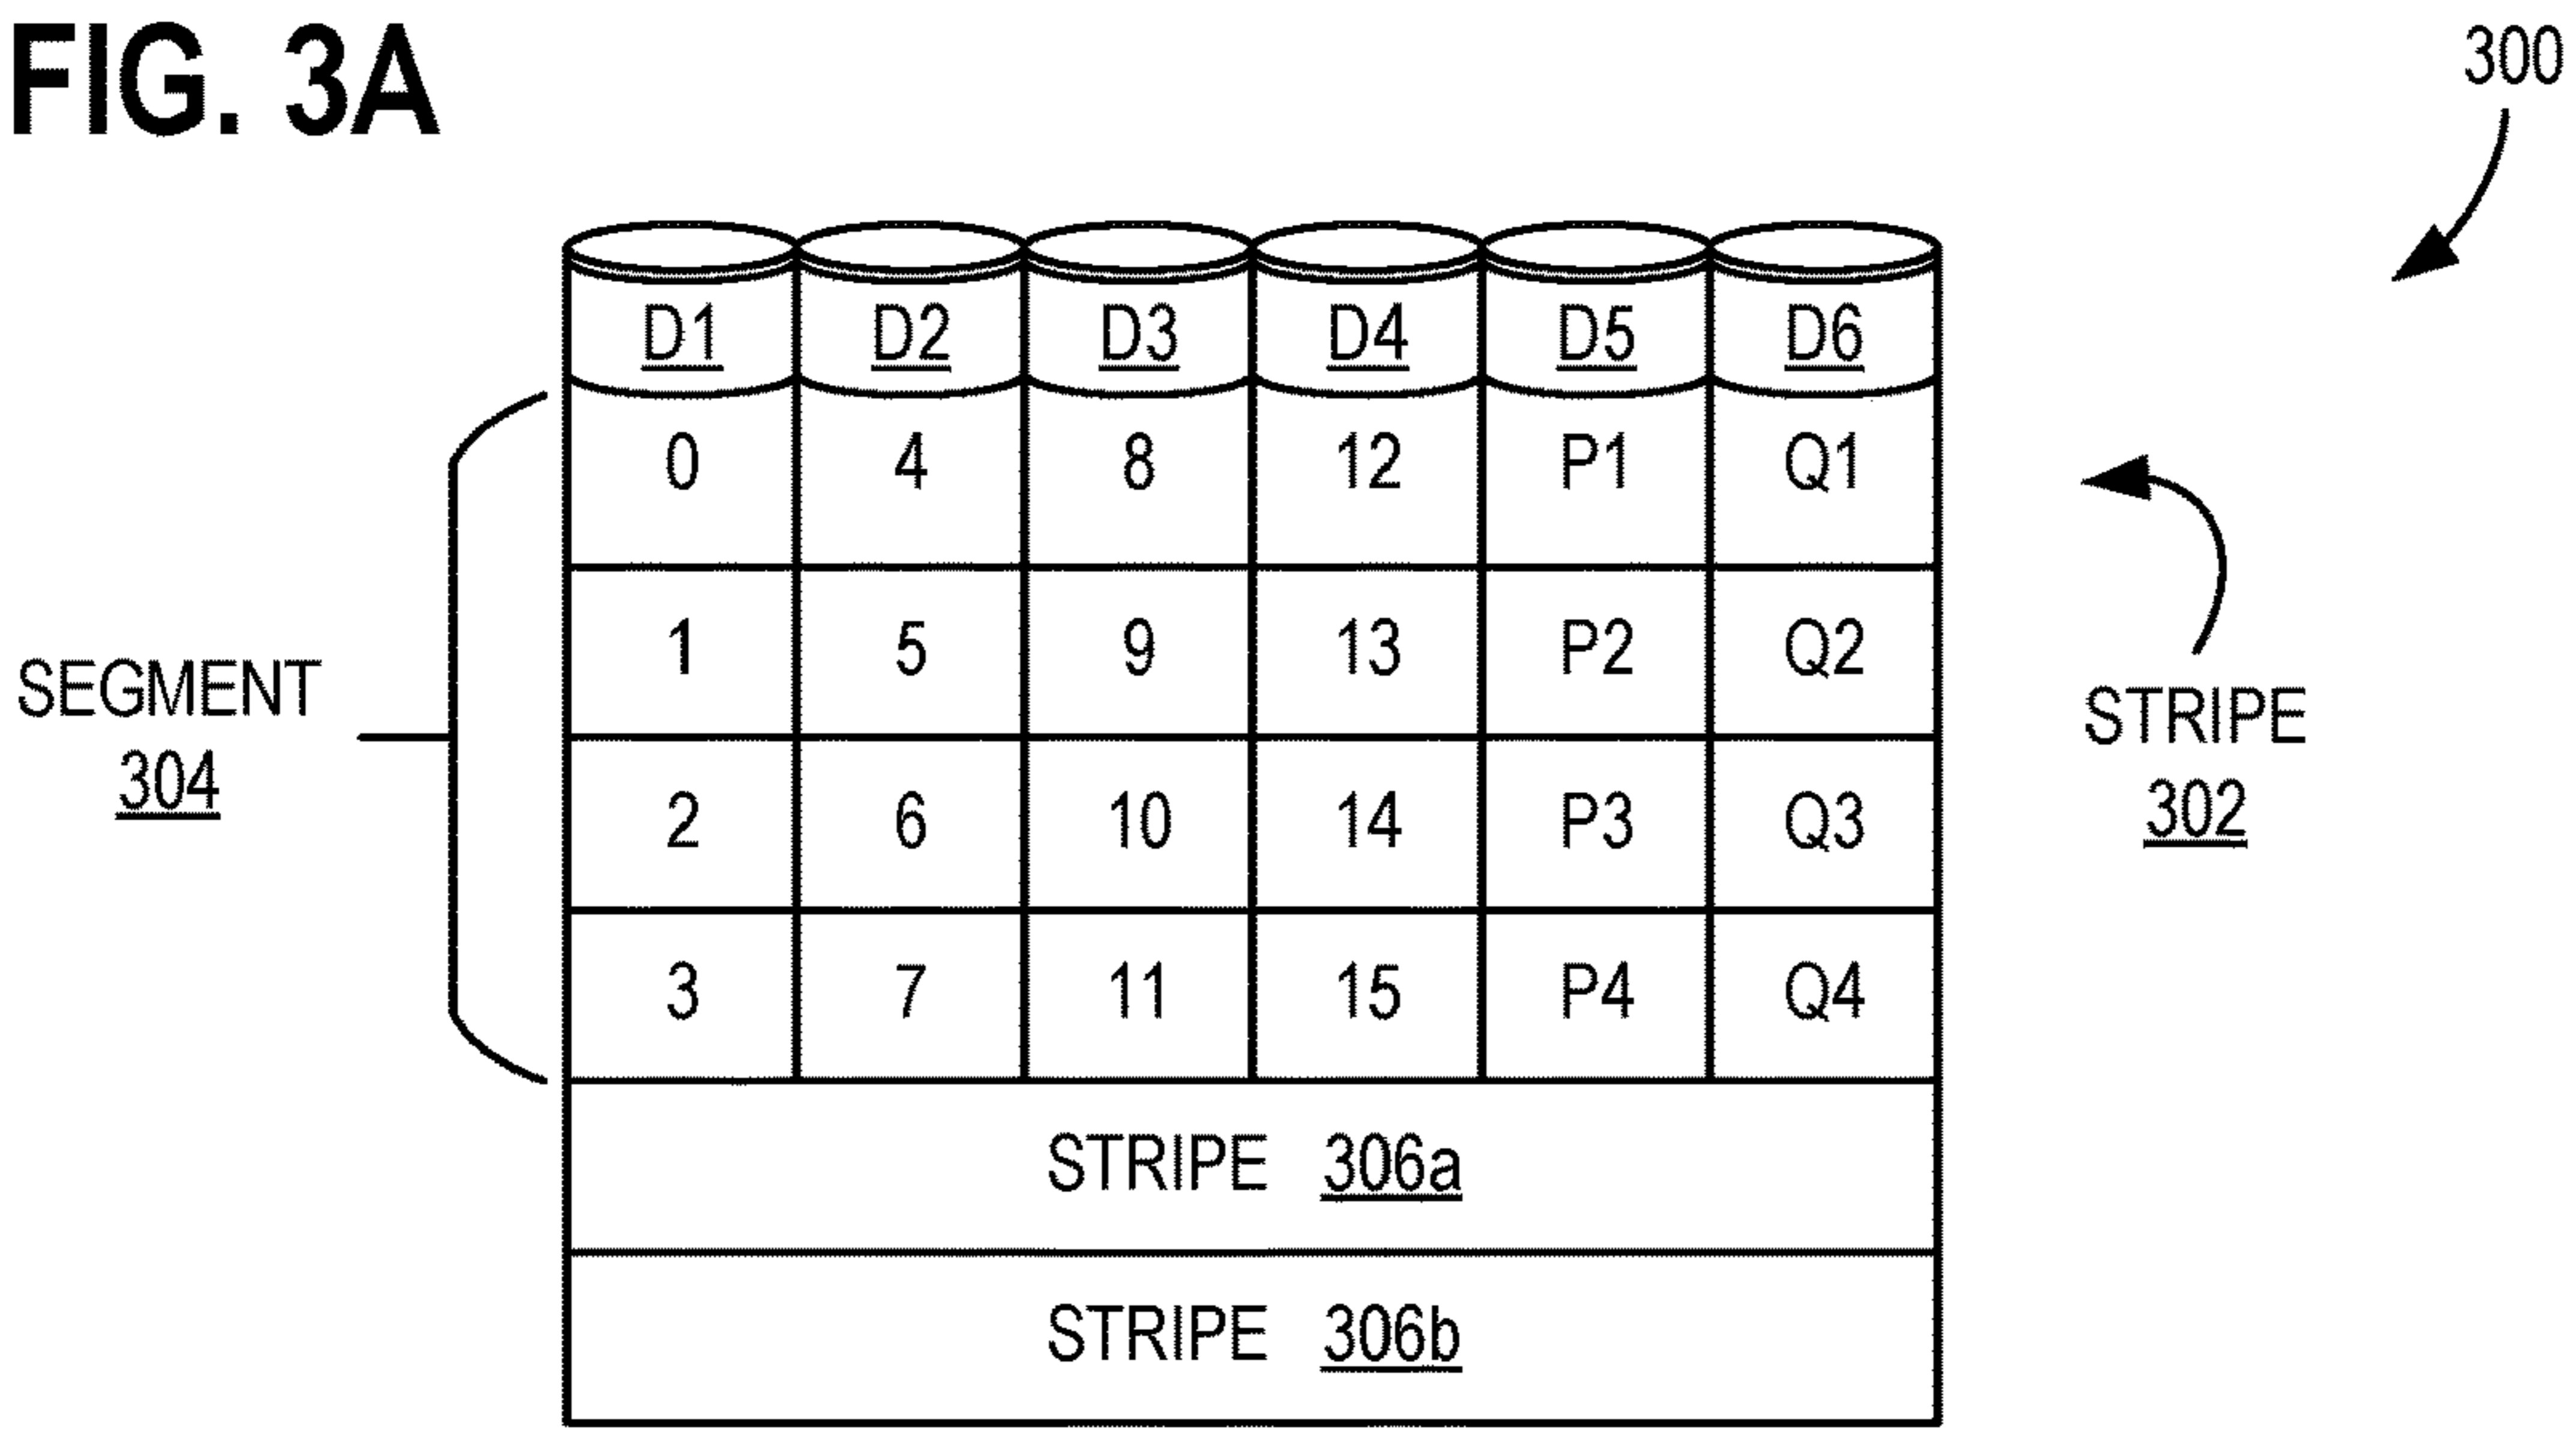 FIG. 3A
300
D1 D2 D3 D4 D5 D6
0 4 8 12 P1 Q1
1 5 9 13 P2 Q2
SEGMENT
304
STRIPE
302
2 6 10 14 P3 Q3
3 7 11 15 P4 Q4
STRIPE 306a
STRIPE 306b